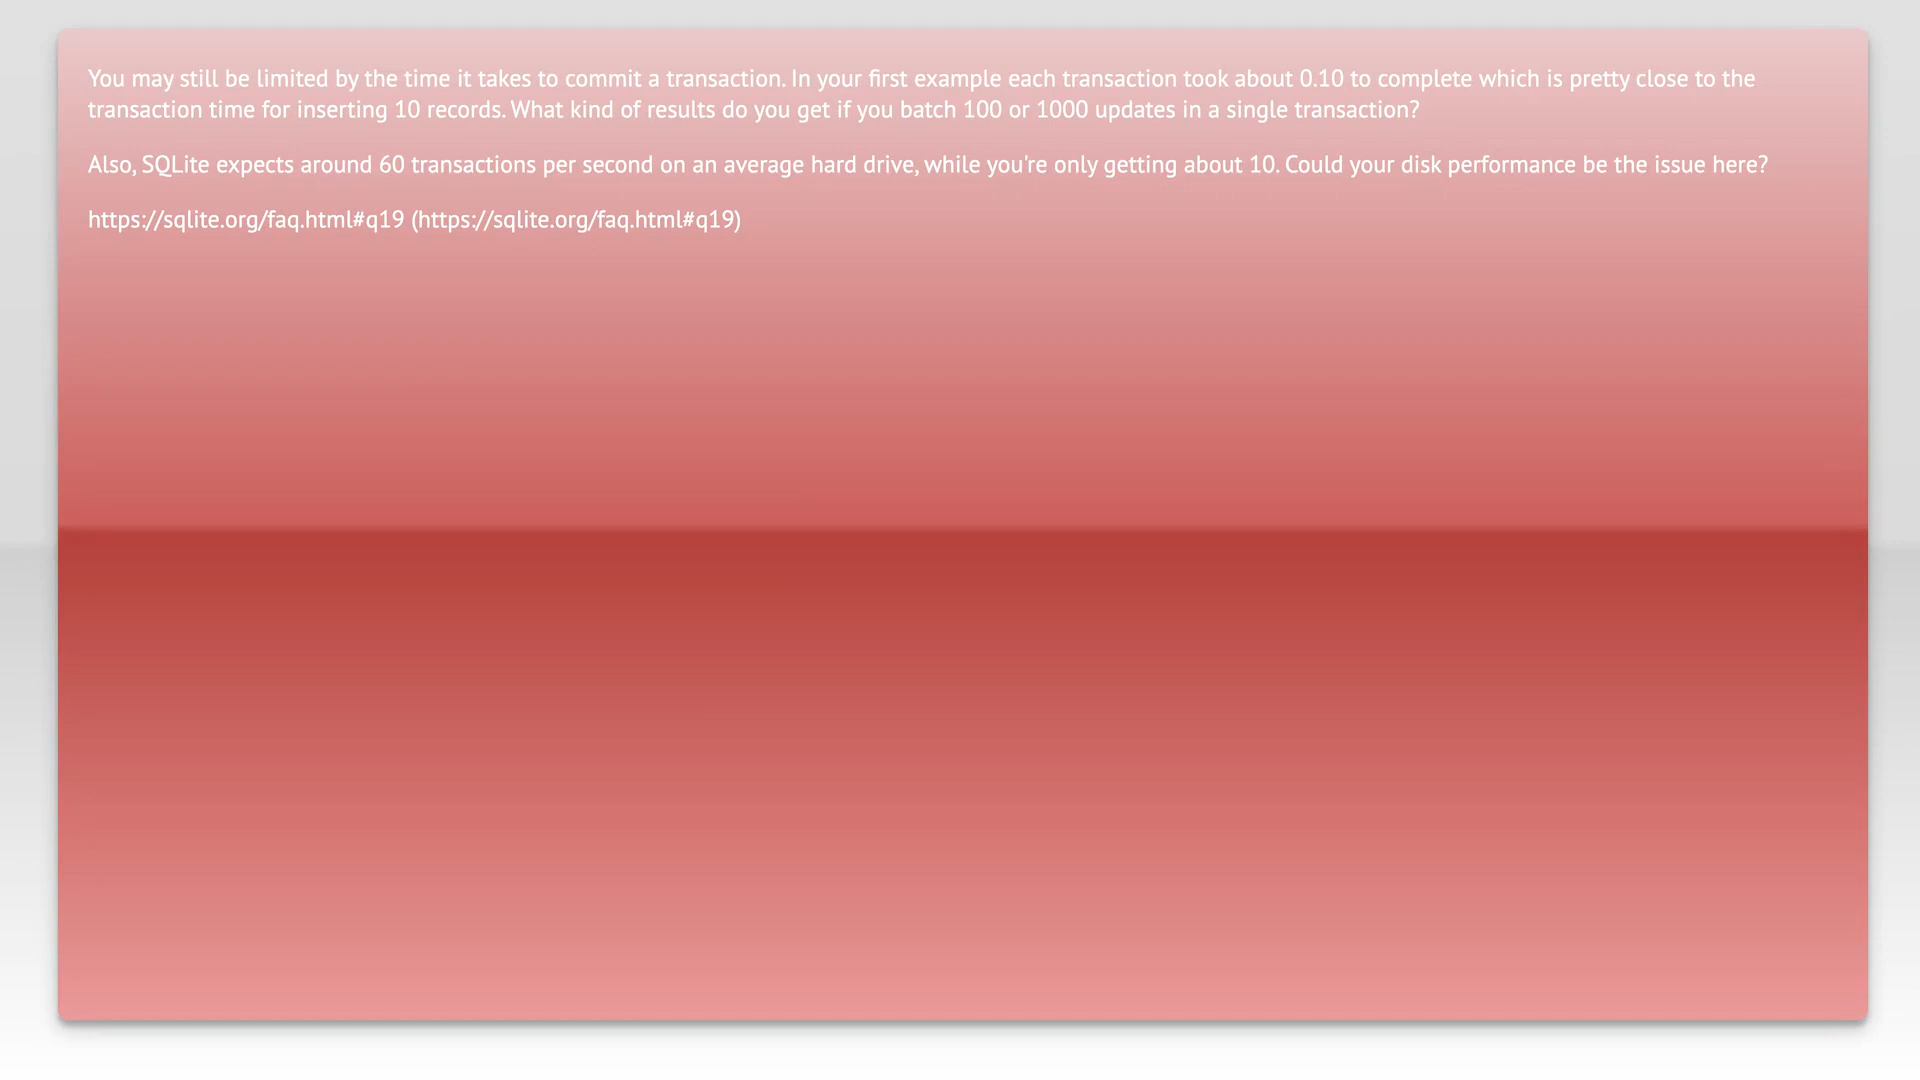 You may still be limited by the time it takes to commit a transaction. In your first example each transaction took about 0.10 to complete which is pretty close to the
transaction time for inserting 10 records. What kind of results do you get if you batch 100 or 1000 updates in a single transaction?
Also, SQLite expects around 60 transactions per second on an average hard drive, while you're only getting about 10. Could your disk performance be the issue here?
https://sqlite.org/faq.html#q19 (https://sqlite.org/faq.html#q19)